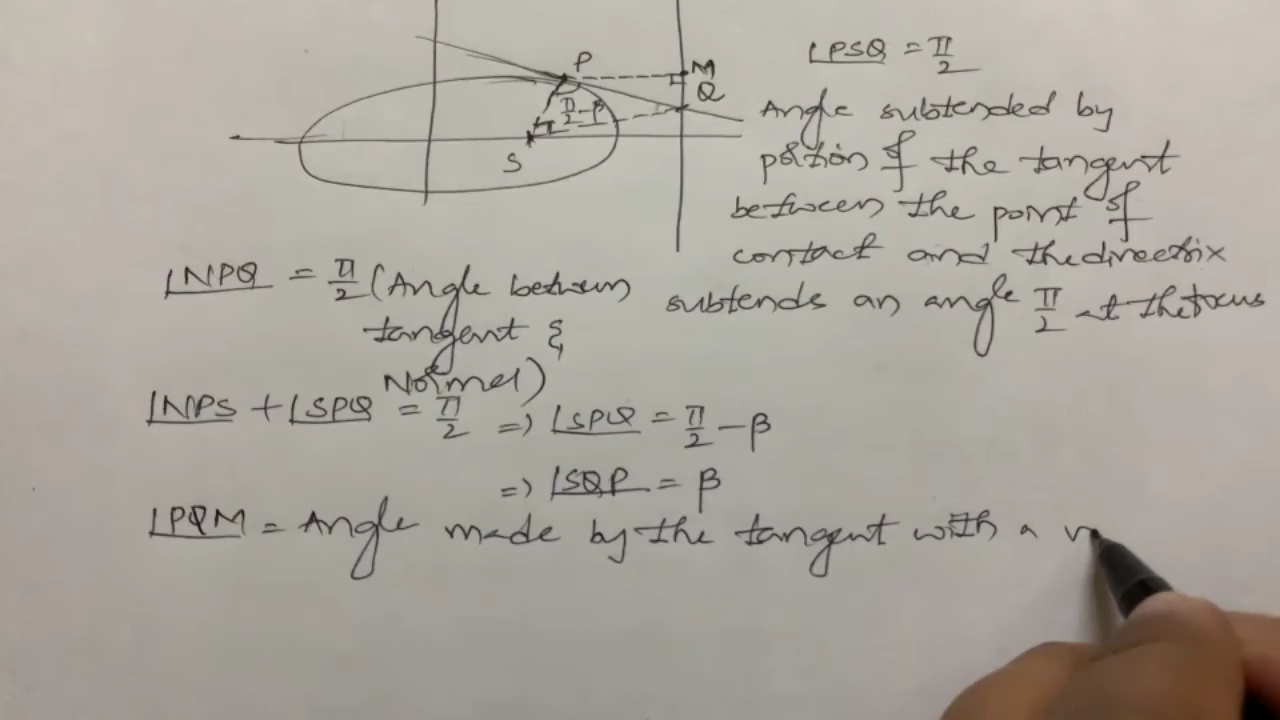 P
M
Q
π/2 - β
S
∠PSQ = π/2
Angle subtended by
portion of the tangent
between the point of
contact and the directrix
subtends an angle π/2 at the focus
∠NPQ = π/2 (Angle between
tangent &
Normal)
∠NPS + ∠SPQ = π/2 => ∠SPQ = π/2 - β
=> ∠SQP = β
∠PQM = Angle made by the tangent with a v